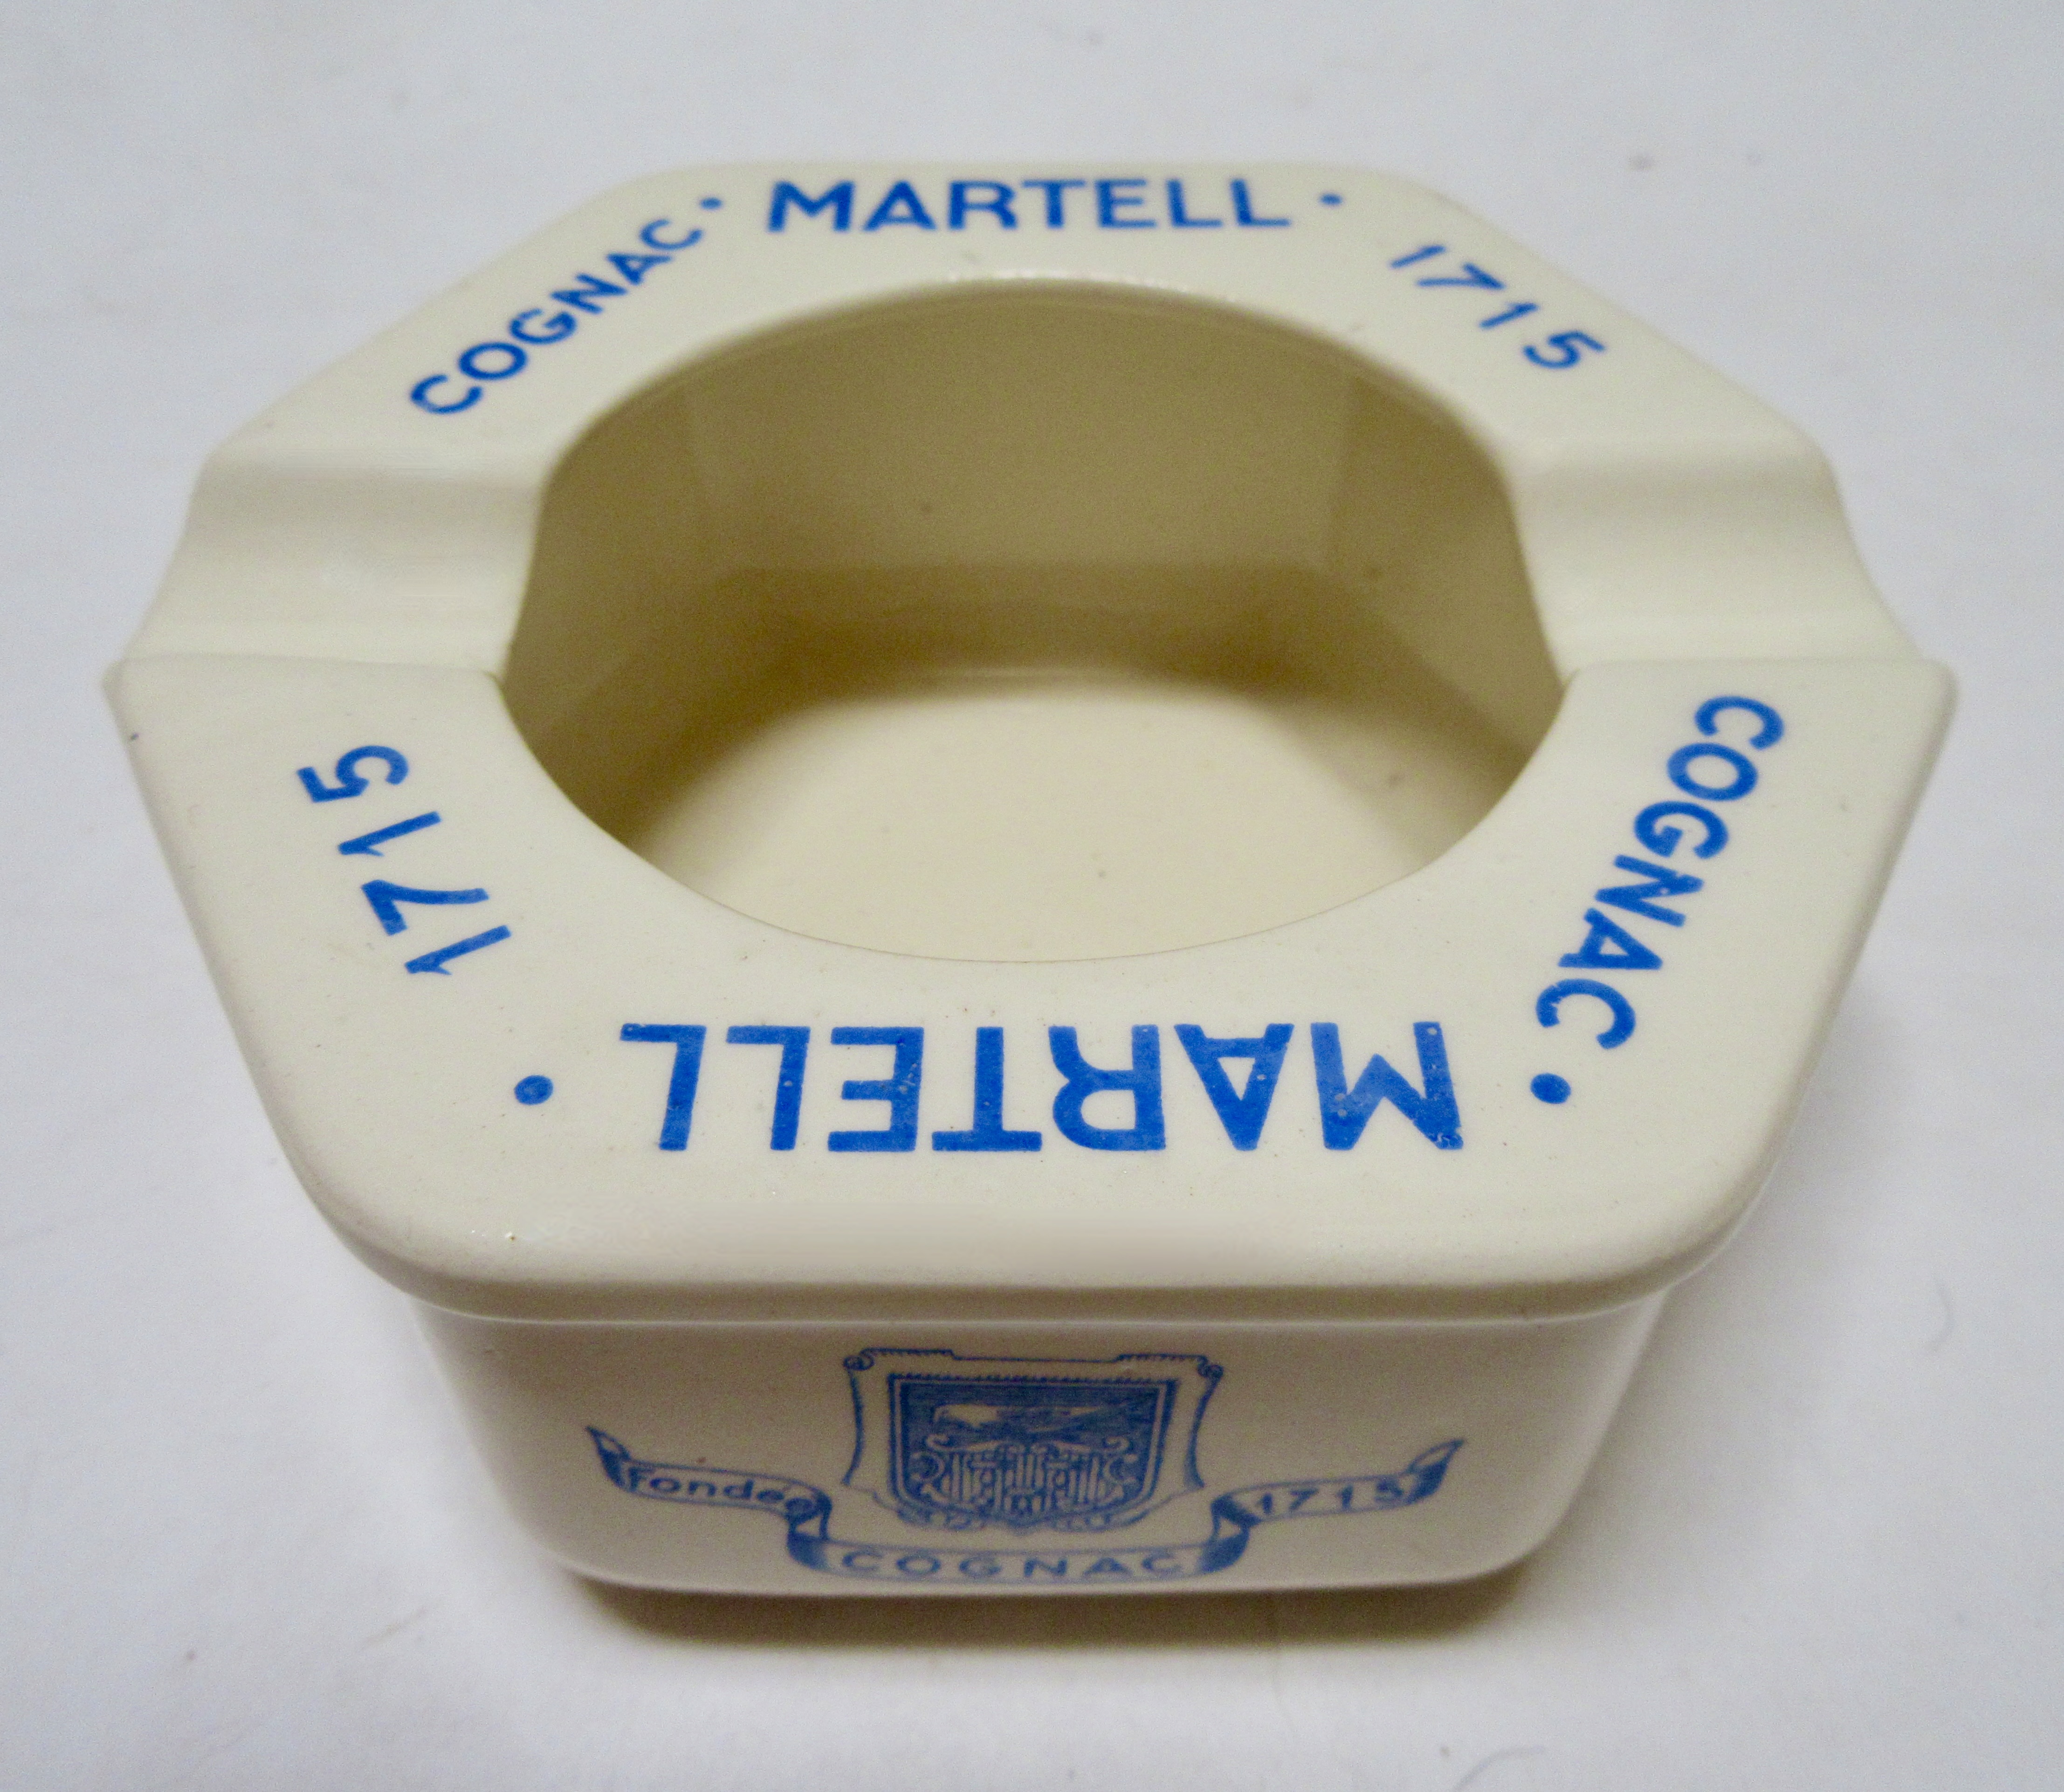 COGNAC • MARTELL • 1715
COGNAC • MARTELL • 1715
fondee 1715
COGNAC